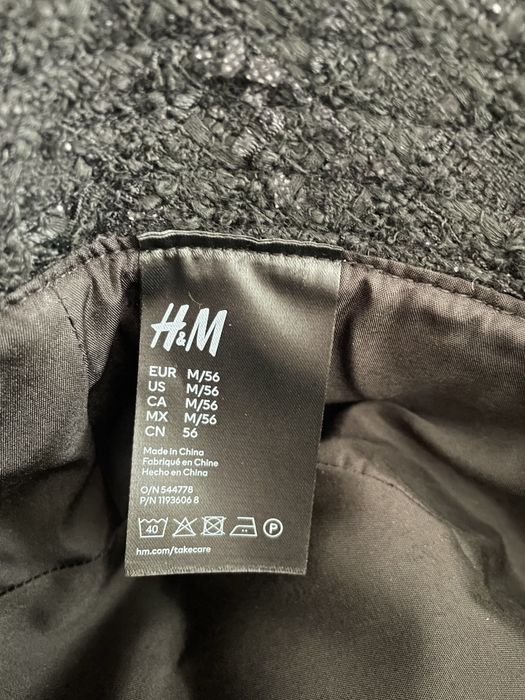 H&M
EUR M/56
US M/56
CA M/56
MX M/56
CN 56
Made in China
Fabriqué en Chine
Hecho en China
O/N 544778
P/N 1193606 8
40 P
hm.com/takecare